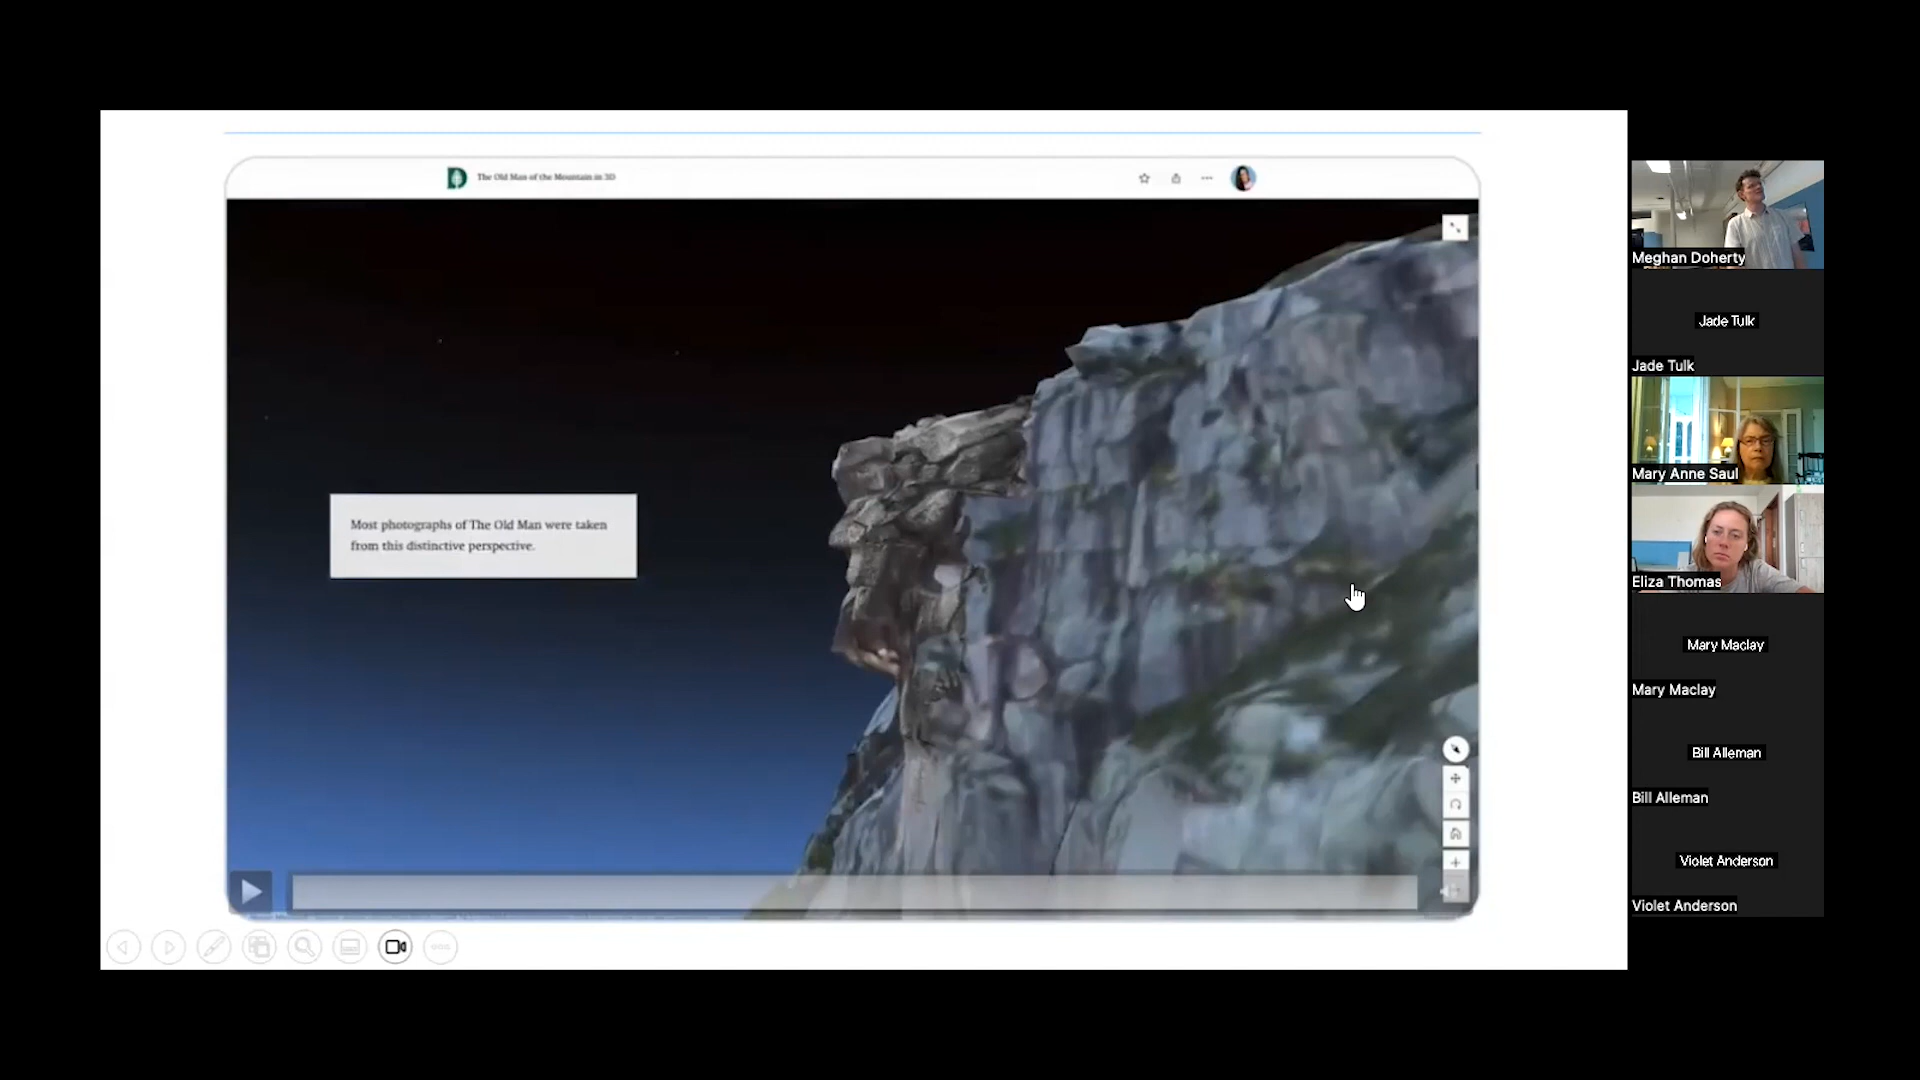 The Old Man of the Mountain in 3D
Most photographs of The Old Man were taken
from this distinctive perspective.
Meghan Doherty
Jade Tulk
Jade Tulk
Mary Anne Saul
Eliza Thomas
Mary Maclay
Mary Maclay
Bill Alleman
Bill Alleman
Violet Anderson
Violet Anderson